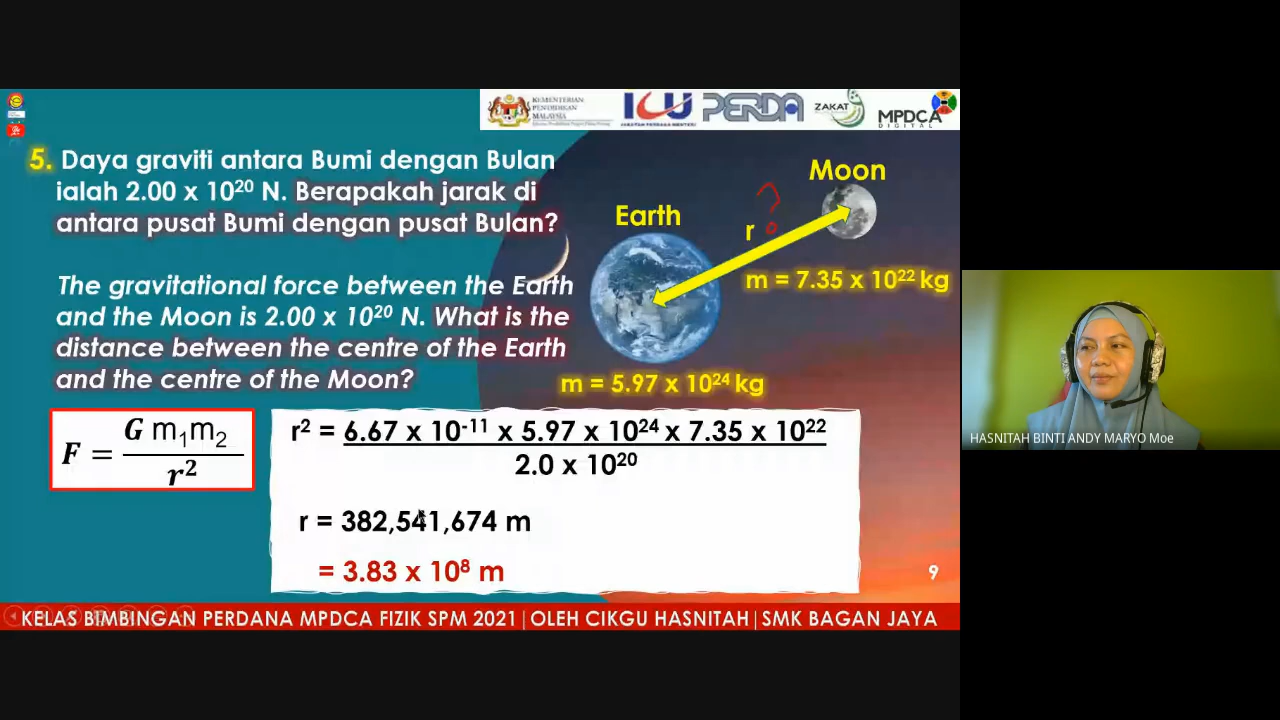 KEMENTERIAN
PENDIDIKAN
MALAYSIA
ICU
PERDA
ZAKAT
MPDCA
DIGITAL
5. Daya graviti antara Bumi dengan Bulan
ialah 2.00 x 10²⁰ N. Berapakah jarak di
antara pusat Bumi dengan pusat Bulan?
The gravitational force between the Earth
and the Moon is 2.00 x 10²⁰ N. What is the
distance between the centre of the Earth
and the centre of the Moon?
Moon
Earth
?
r
m = 7.35 x 10²² kg
m = 5.97 x 10²⁴ kg
F = G m₁m₂ / r²
r² = 6.67 x 10⁻¹¹ x 5.97 x 10²⁴ x 7.35 x 10²²
2.0 x 10²⁰
r = 382,541,674 m
= 3.83 x 10⁸ m
9
KELAS BIMBINGAN PERDANA MPDCA FIZIK SPM 2021|OLEH CIKGU HASNITAH|SMK BAGAN JAYA
HASNITAH BINTI ANDY MARYO Moe